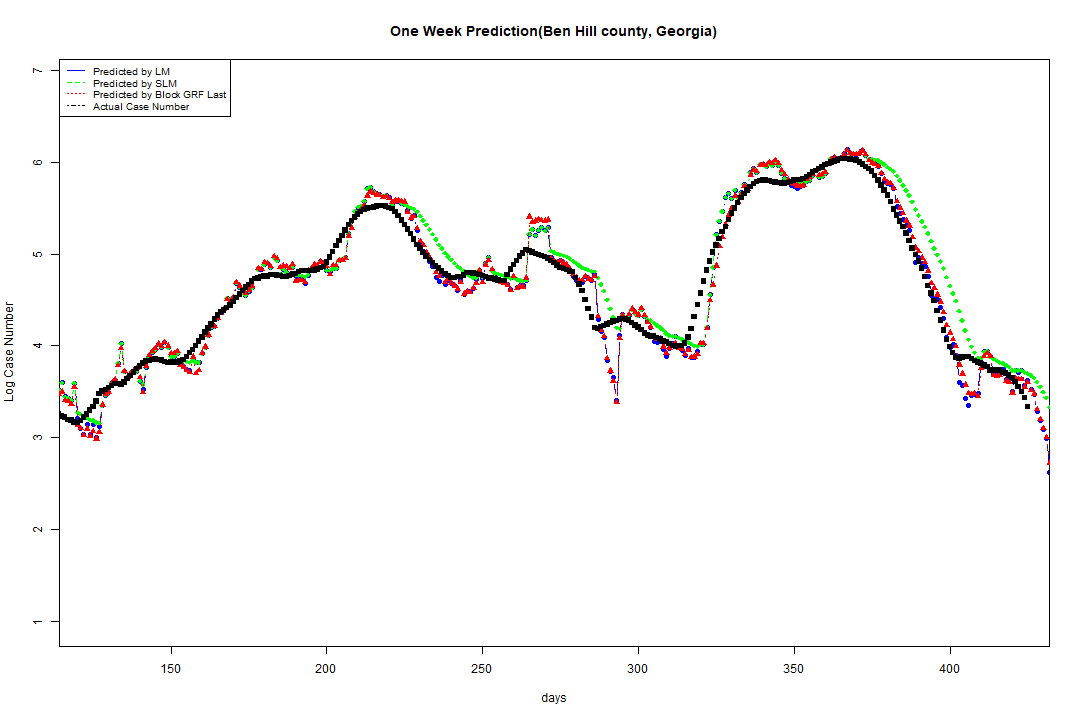 One Week Prediction(Ben Hill county, Georgia)
Predicted by LM
Predicted by SLM
Predicted by Block GRF Last
Actual Case Number
7
6
5
4
3
2
1
Log Case Number
150 200 250 300 350 400
days